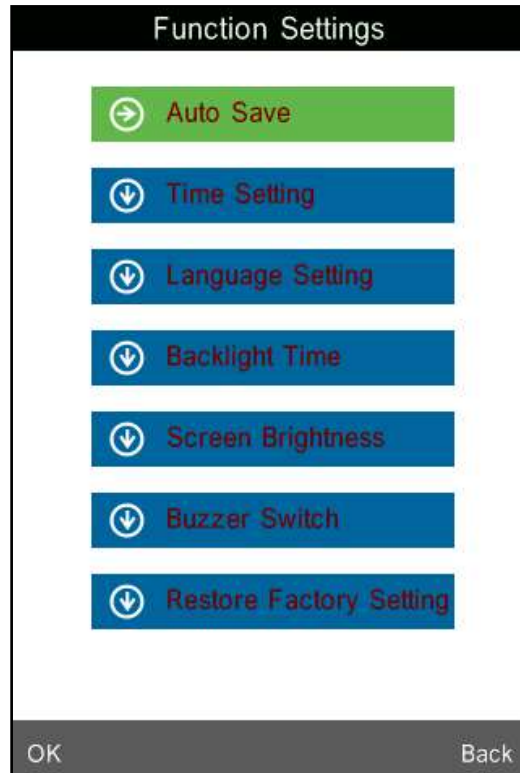 Function Settings
Auto Save
Time Setting
Language Setting
Backlight Time
Screen Brightness
Buzzer Switch
Restore Factory Setting
OK Back